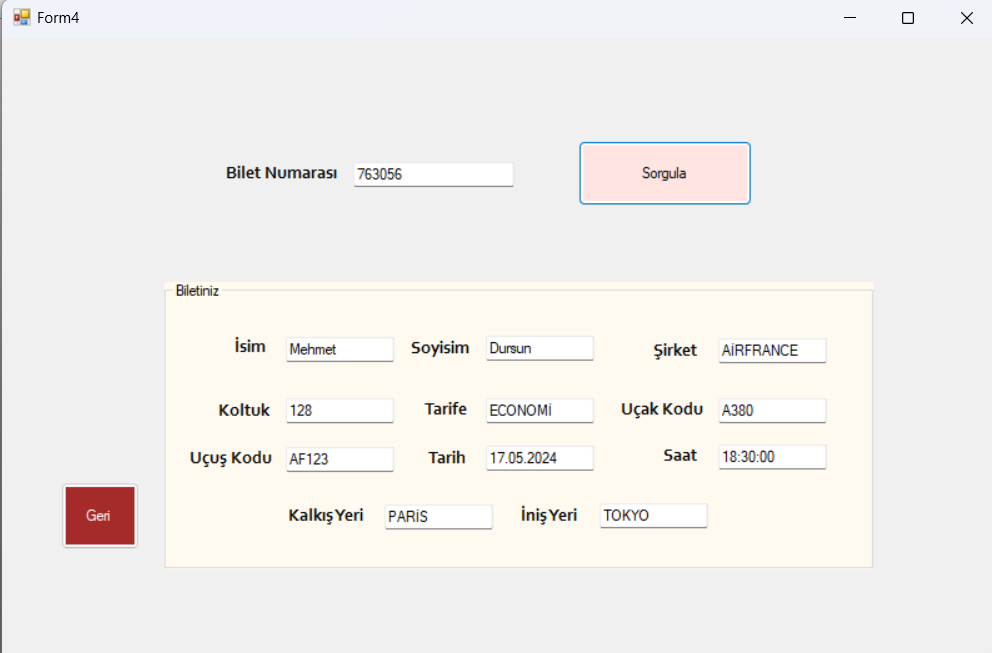 Form4
Bilet Numarası 763056 Sorgula
Biletiniz
İsim Mehmet Soyisim Dursun Şirket AİRFRANCE
Koltuk 128 Tarife ECONOMİ Uçak Kodu A380
Uçuş Kodu AF123 Tarih 17.05.2024 Saat 18:30:00
Kalkış Yeri PARİS İniş Yeri TOKYO
Geri